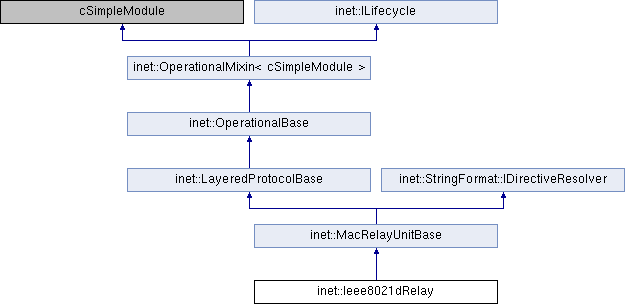 cSimpleModule
inet::ILifecycle
inet::OperationalMixin< cSimpleModule >
inet::OperationalBase
inet::LayeredProtocolBase
inet::StringFormat::IDirectiveResolver
inet::MacRelayUnitBase
inet::Ieee8021dRelay